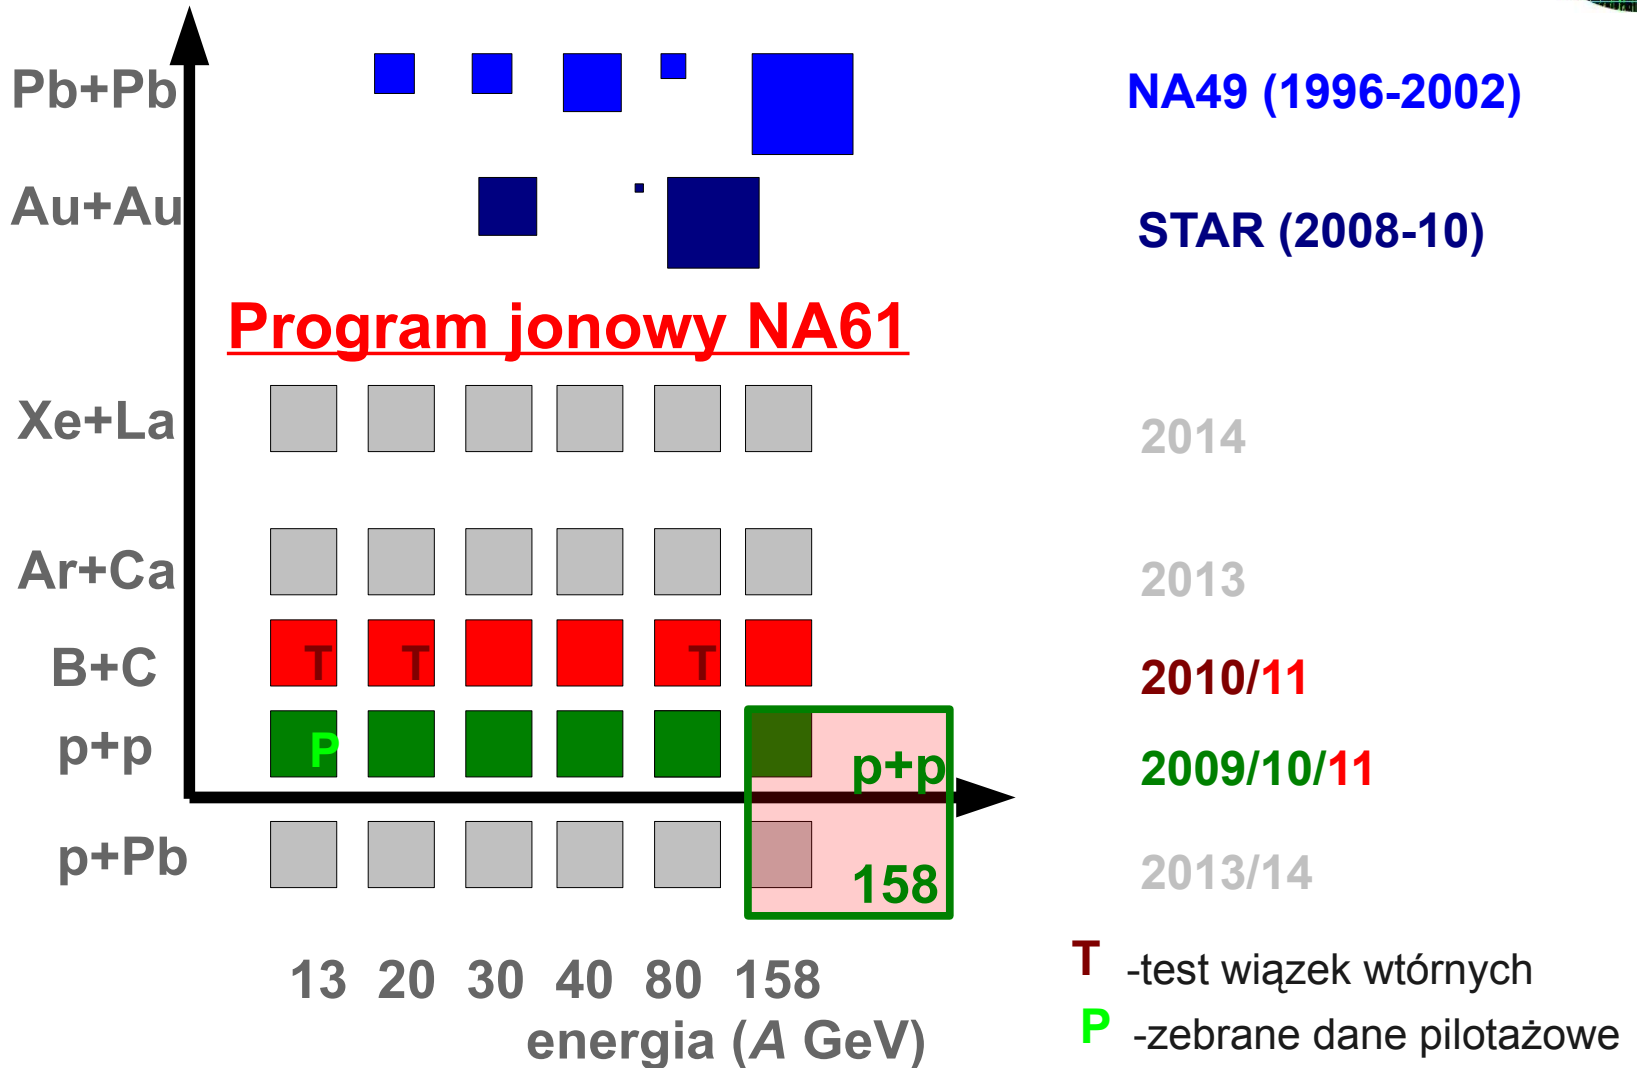 Pb+Pb
NA49 (1996-2002)
Au+Au
STAR (2008-10)
Program jonowy NA61
Xe+La
2014
Ar+Ca
2013
T T T
B+C
2010/11
P
p+p
p+p
2009/10/11
p+Pb
158
2013/14
13 20 30 40 80 158
energia (A GeV)
T -test wiązek wtórnych
P -zebrane dane pilotażowe